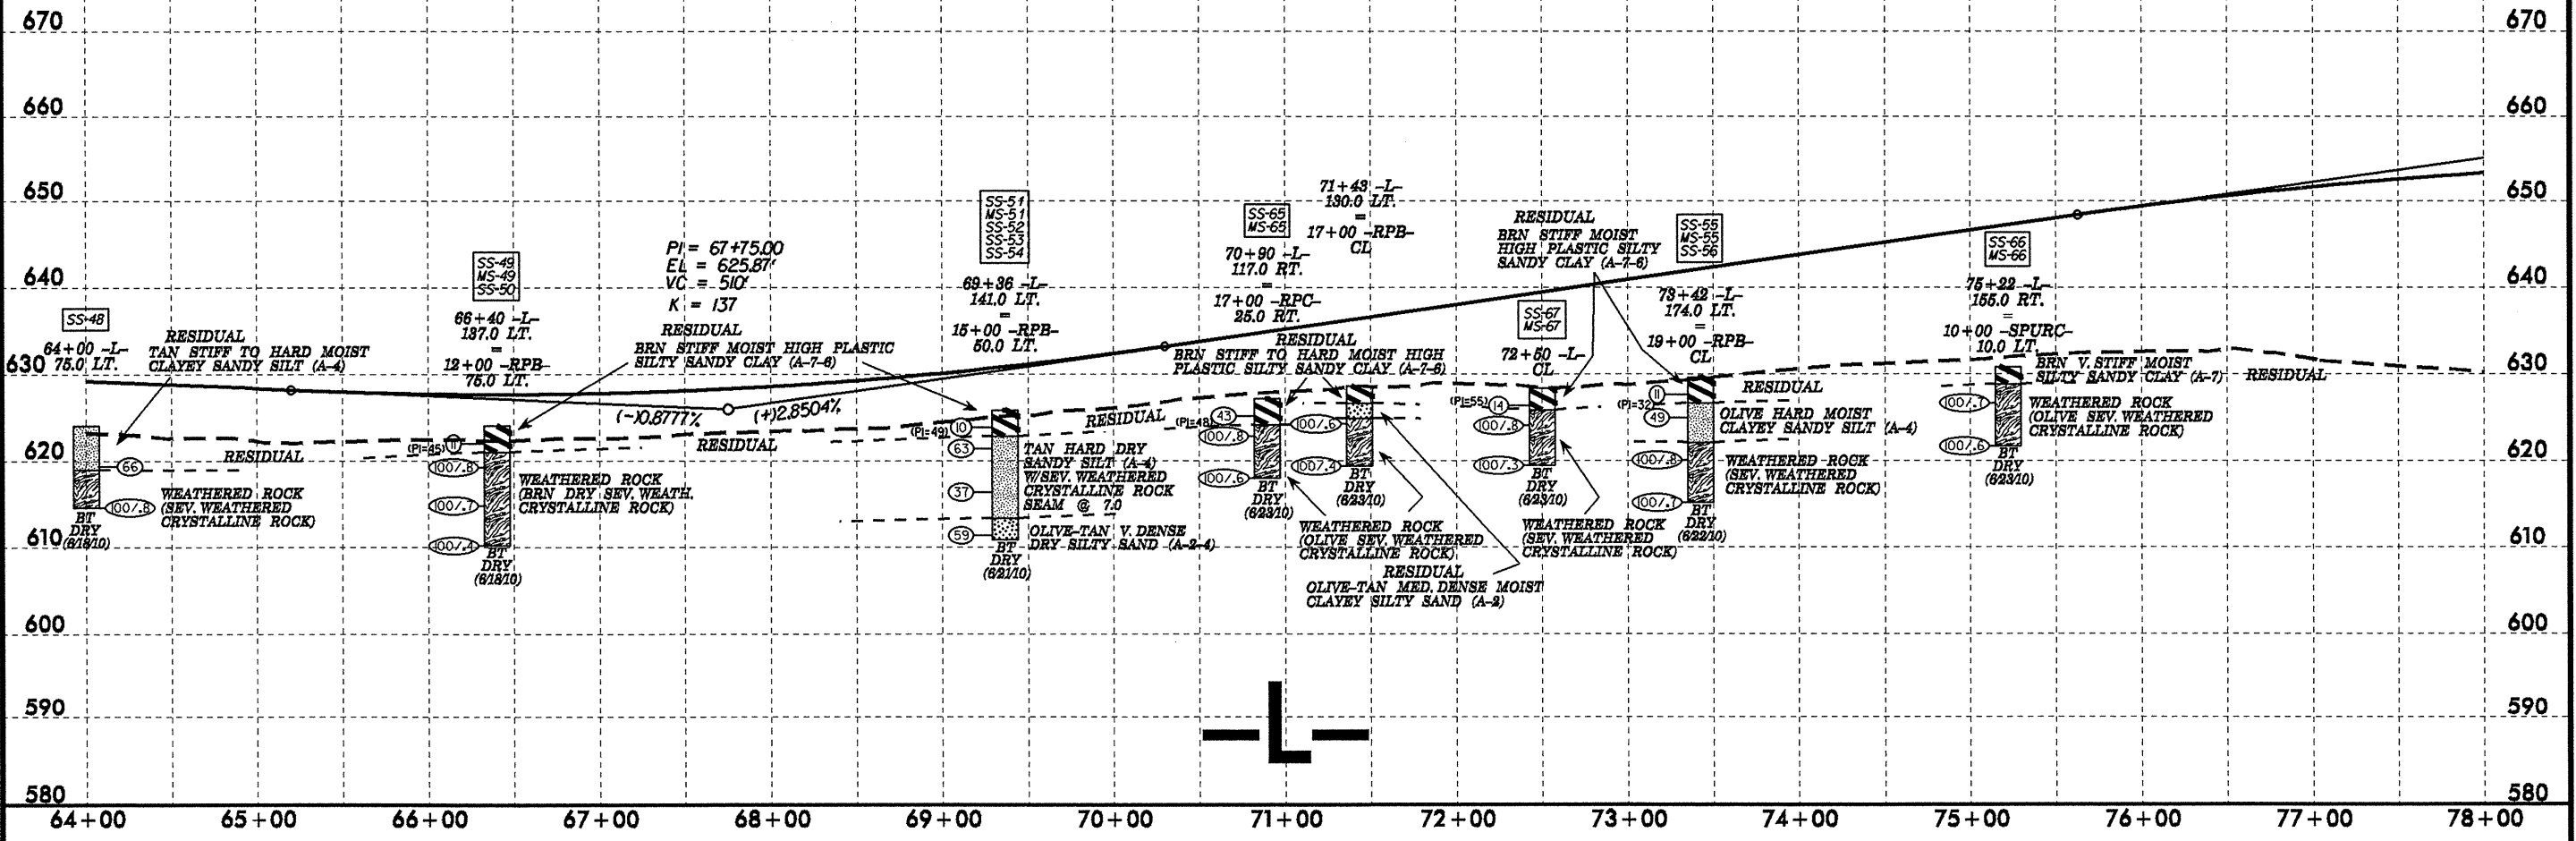 670
670
660
660
650
650
640
640
630
630
620
620
610
610
600
600
590
590
580
580
SS-48
64+00 -L-
75.0 LT.
RESIDUAL
TAN STIFF TO HARD MOIST
CLAYEY SANDY SILT (A-4)
RESIDUAL
66
100/.8
WEATHERED ROCK
(SEV. WEATHERED
CRYSTALLINE ROCK)
BT
DRY
(6/18/10)
SS-49
MS-49
SS-50
66+40 -L-
137.0 LT.
=
12+00 -RPB-
75.0 LT.
(PI=45)
11
100/.8
100/.7
100/.4
WEATHERED ROCK
(BRN DRY SEV. WEATH.
CRYSTALLINE ROCK)
BT
DRY
(6/18/10)
PI = 67+75.00
EL = 625.87'
VC = 510'
K = 137
RESIDUAL
BRN STIFF MOIST HIGH PLASTIC
SILTY SANDY CLAY (A-7-6)
(-)0.8777%
(+)2.8504%
RESIDUAL
SS-51
MS-51
SS-52
SS-53
SS-54
69+36 -L-
141.0 LT.
=
15+00 -RPB-
50.0 LT.
(PI=49)
10
63
37
59
RESIDUAL
TAN HARD DRY
SANDY SILT (A-4)
W/SEV. WEATHERED
CRYSTALLINE ROCK
SEAM @ 7.0
OLIVE-TAN V. DENSE
DRY SILTY SAND (A-2-4)
BT
DRY
(6/21/10)
SS-65
MS-65
70+90 -L-
117.0 RT.
=
17+00 -RPC-
25.0 RT.
71+43 -L-
130.0 LT.
=
17+00 -RPB-
CL
RESIDUAL
BRN STIFF TO HARD MOIST HIGH
PLASTIC SILTY SANDY CLAY (A-7-6)
(PI=48)
43
100/.8
100/.6
BT
DRY
(6/23/10)
100/.6
100/.4
BT
DRY
(6/23/10)
WEATHERED ROCK
(OLIVE SEV. WEATHERED
CRYSTALLINE ROCK)
RESIDUAL
OLIVE-TAN MED. DENSE MOIST
CLAYEY SILTY SAND (A-2)
RESIDUAL
BRN STIFF MOIST
HIGH PLASTIC SILTY
SANDY CLAY (A-7-6)
SS-67
MS-67
72+50 -L-
CL
(PI=55)
14
100/.8
100/.3
BT
DRY
(6/23/10)
WEATHERED ROCK
(SEV. WEATHERED
CRYSTALLINE ROCK)
SS-55
MS-55
SS-56
73+42 -L-
174.0 LT.
=
19+00 -RPB-
CL
(PI=32)
11
49
100/.8
100/.7
RESIDUAL
OLIVE HARD MOIST
CLAYEY SANDY SILT (A-4)
WEATHERED ROCK
(SEV. WEATHERED
CRYSTALLINE ROCK)
BT
DRY
(6/22/10)
SS-66
MS-66
75+22 -L-
155.0 RT.
=
10+00 -SPURC-
10.0 LT.
BRN V. STIFF MOIST
SILTY SANDY CLAY (A-7) RESIDUAL
100/.7
100/.6
WEATHERED ROCK
(OLIVE SEV. WEATHERED
CRYSTALLINE ROCK)
BT
DRY
(6/23/10)
-L-
64+00 65+00 66+00 67+00 68+00 69+00 70+00 71+00 72+00 73+00 74+00 75+00 76+00 77+00 78+00